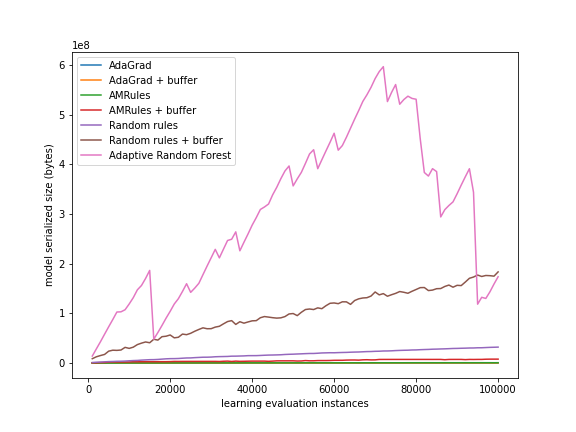 1e8
AdaGrad
AdaGrad + buffer
AMRules
AMRules + buffer
Random rules
Random rules + buffer
Adaptive Random Forest
6
5
4
3
2
1
0
model serialized size (bytes)
0 20000 40000 60000 80000 100000
learning evaluation instances